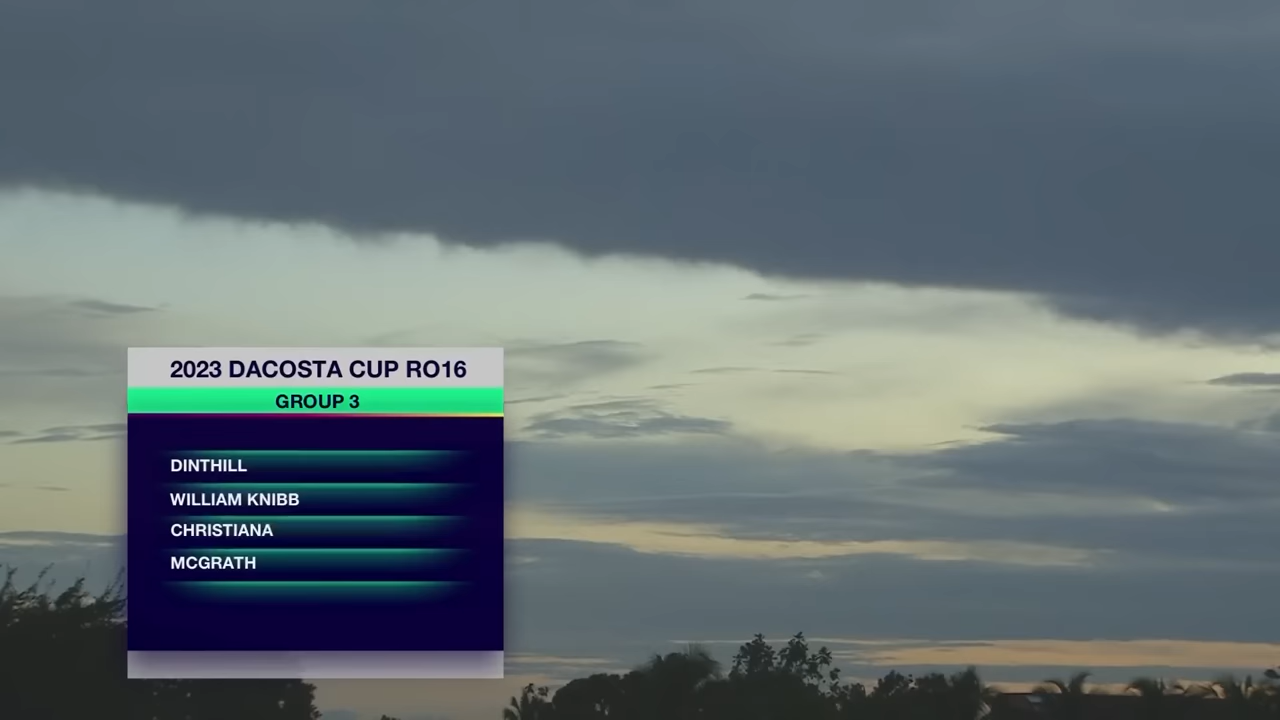 2023 DACOSTA CUP RO16
GROUP 3
DINTHILL
WILLIAM KNIBB
CHRISTIANA
MCGRATH